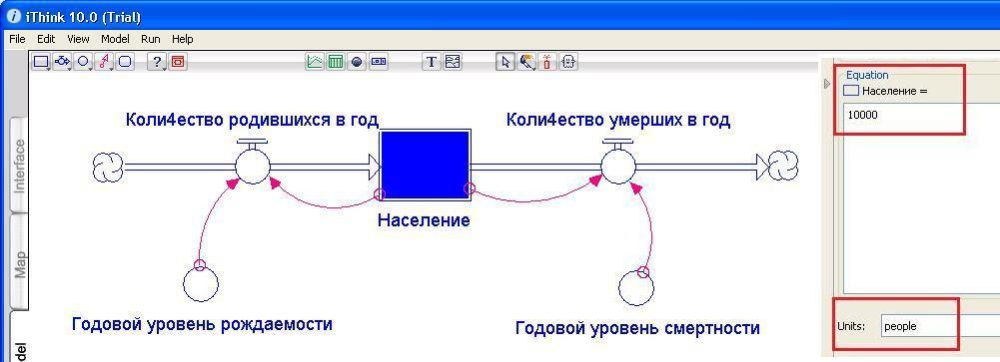 iThink 10.0 (Trial)
File Edit View Model Run Help
Interface
Map
del
Коли4ество родившихся в год
Коли4ество умерших в год
Население
Годовой уровень рождаемости
Годовой уровень смертности
Equation
Население =
10000
Units: people
T
?